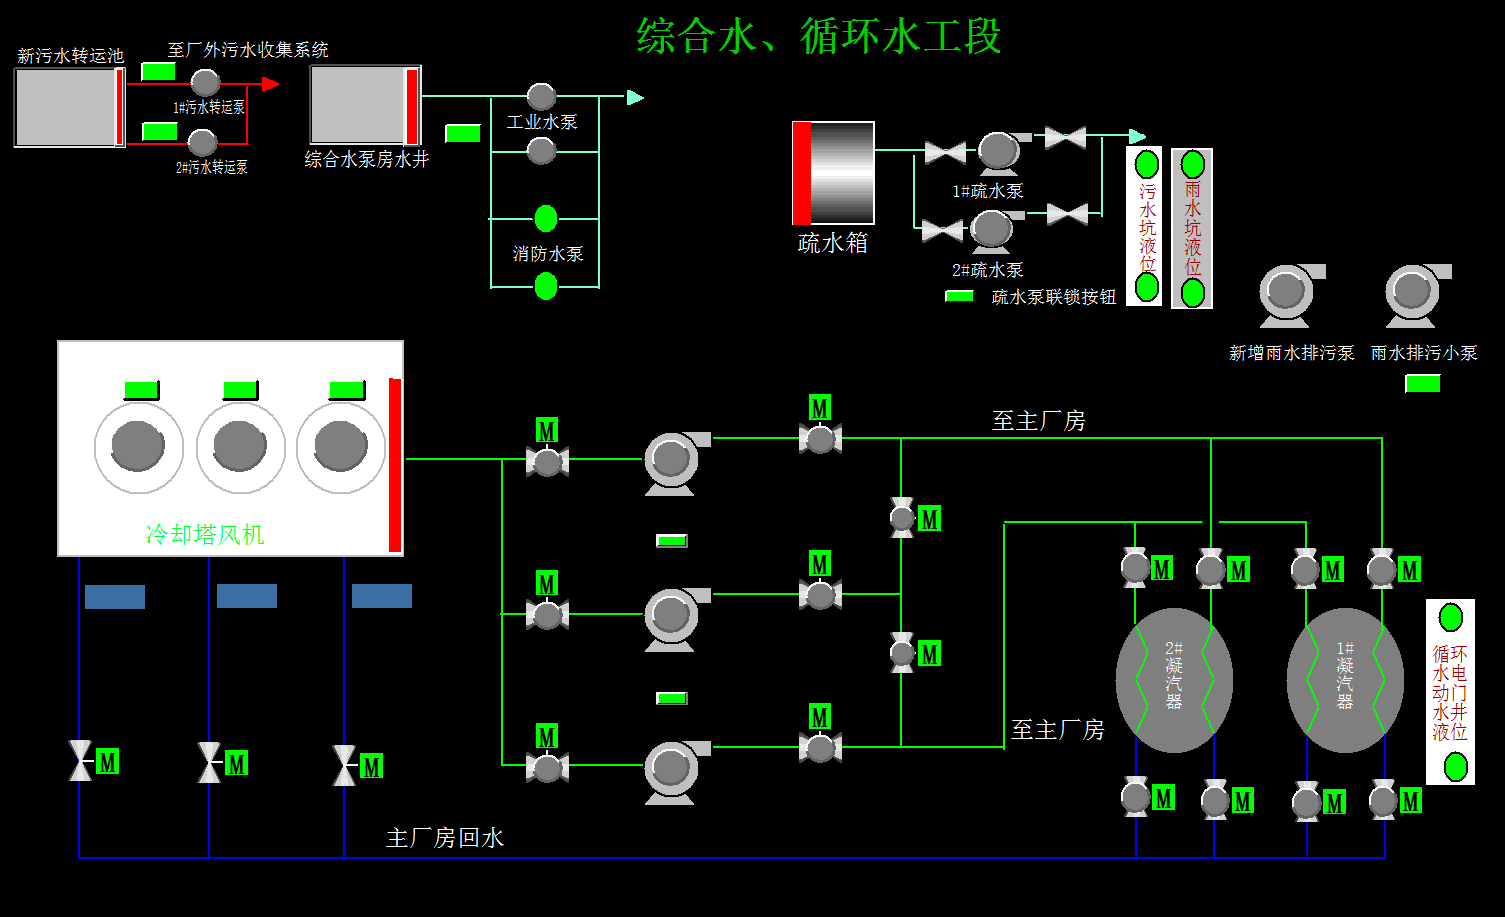 综合水、循环水工段
新污水转运池
至厂外污水收集系统
1#污水转运泵
2#污水转运泵
综合水泵房水井
工业水泵
消防水泵
疏水箱
1#疏水泵
2#疏水泵
疏水泵联锁按钮
污水坑液位
雨水坑液位
新增雨水排污泵
雨水排污小泵
冷却塔风机
M
M
至主厂房
M
M
M
M
M
M
M
M
M
M
M
至主厂房
2#
凝汽器
1#
凝汽器
循环
水电
动门
水井
液位
M
M
M
M
M
M
M
主厂房回水